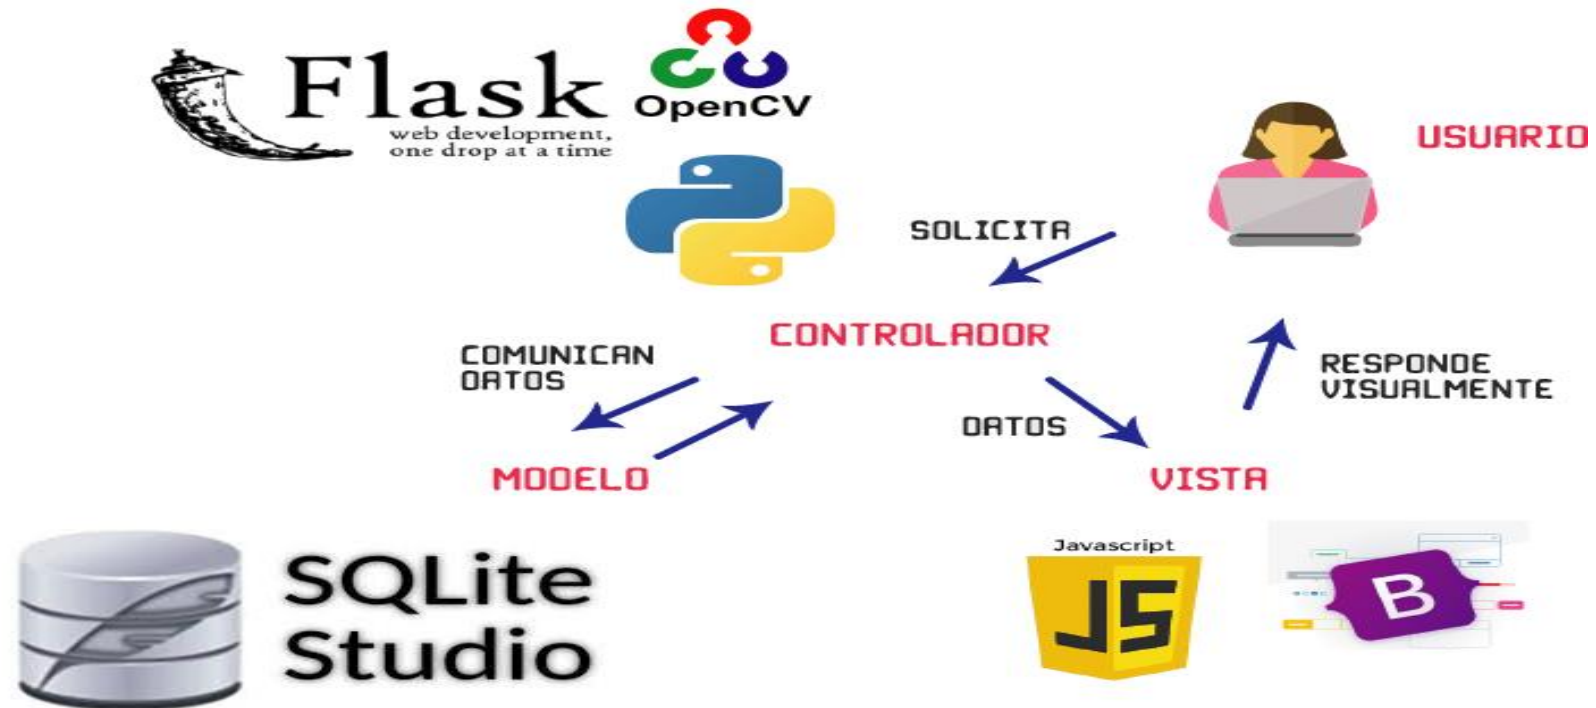 Flask
web development,
one drop at a time
OpenCV
USUARIO
SOLICITA
CONTROLADOR
COMUNICAN
DATOS
RESPONDE
VISUALMENTE
DATOS
MODELO
VISTA
SQLite
Studio
Javascript
JS
B